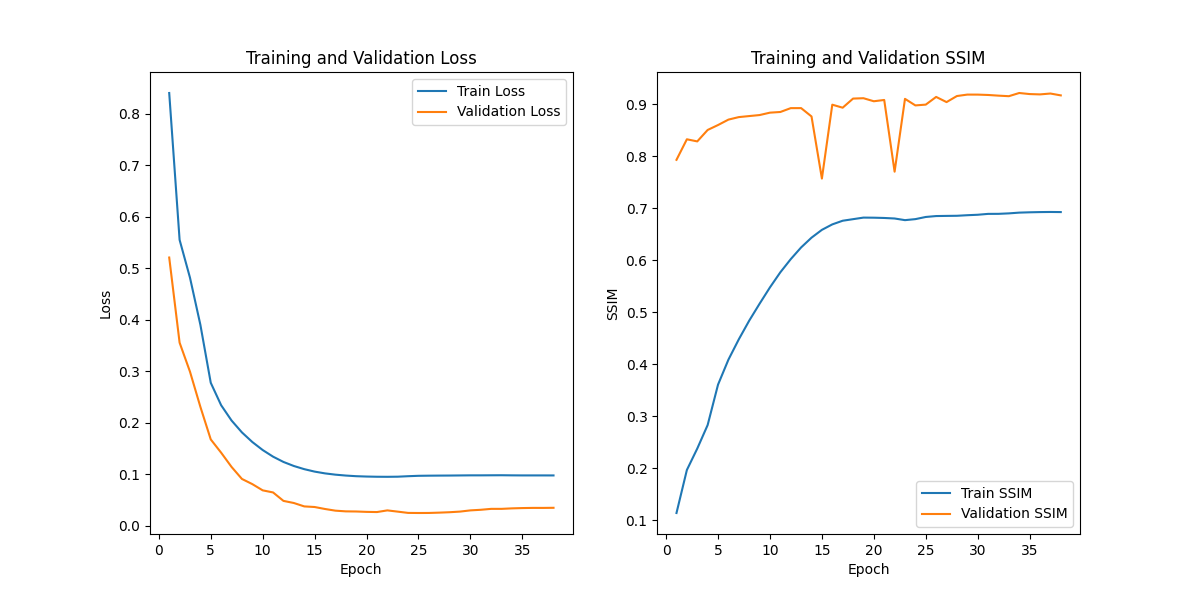 Training and Validation Loss
Train Loss
Validation Loss
0.8
0.7
0.6
0.5
0.4
0.3
0.2
0.1
0.0
Loss
0 5 10 15 20 25 30 35
Epoch
Training and Validation SSIM
0.9
0.8
0.7
0.6
0.5
0.4
0.3
0.2
0.1
SSIM
Train SSIM
Validation SSIM
0 5 10 15 20 25 30 35
Epoch